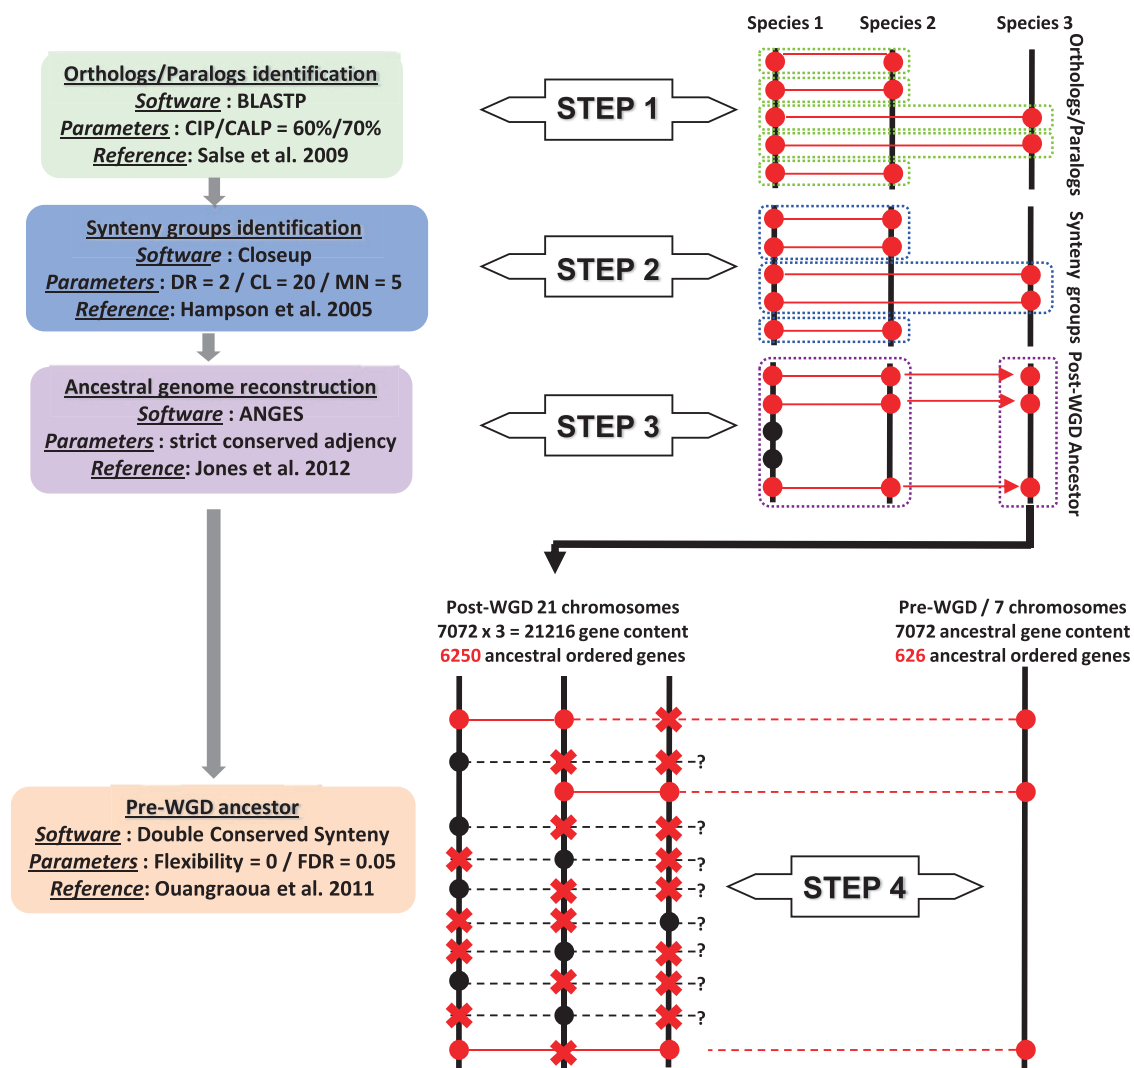 Species 1
Species 2
Species 3
Orthologs/Paralogs identification
Software : BLASTP
Parameters : CIP/CALP = 60%/70%
Reference: Salse et al. 2009
STEP 1
Orthologs/Paralogs
Synteny groups identification
Software : Closeup
Parameters : DR = 2 / CL = 20 / MN = 5
Reference: Hampson et al. 2005
STEP 2
Synteny groups
Ancestral genome reconstruction
Software : ANGES
Parameters : strict conserved adjency
Reference: Jones et al. 2012
STEP 3
Post-WGD Ancestor
Post-WGD 21 chromosomes
7072 x 3 = 21216 gene content
6250 ancestral ordered genes
Pre-WGD / 7 chromosomes
7072 ancestral gene content
626 ancestral ordered genes
Pre-WGD ancestor
Software : Double Conserved Synteny
Parameters : Flexibility = 0 / FDR = 0.05
Reference: Ouangraoua et al. 2011
?
?
?
?
?
?
?
?
STEP 4